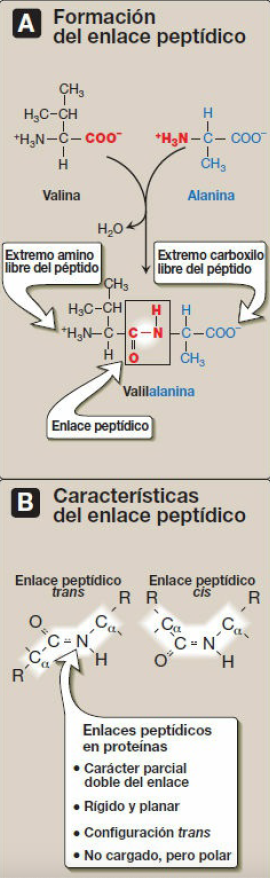 A Formación
del enlace peptídico
CH₃
H₃C–CH
⁺H₃N–C–COO⁻
H
Valina
H
⁺H₃N–C–COO⁻
CH₃
Alanina
H₂O
Extremo amino
libre del péptido
Extremo carboxilo
libre del péptido
CH₃
H₃C–CH H H
⁺H₃N–C–C–N–C–COO⁻
H O CH₃
Valilalanina
Enlace peptídico
B Características
del enlace peptídico
Enlace peptídico
trans
Enlace peptídico
cis
R
O Cα
C=N
Cα H
R
R R
Cα Cα
C=N
O H
Enlaces peptídicos
en proteínas
• Carácter parcial
doble del enlace
• Rígido y planar
• Configuración trans
• No cargado, pero polar